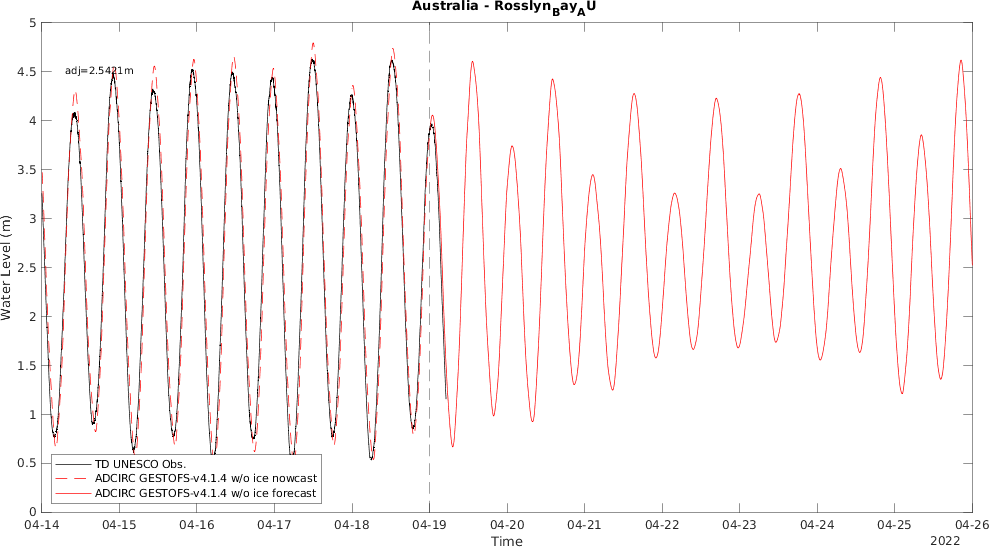 Australia - Rosslyn_Bay_AU
5
4.5
4
3.5
3
2.5
2
1.5
1
0.5
0
Water Level (m)
adj=2.5421m
TD UNESCO Obs.
ADCIRC GESTOFS-v4.1.4 w/o ice nowcast
ADCIRC GESTOFS-v4.1.4 w/o ice forecast
04-14 04-15 04-16 04-17 04-18 04-19 04-20 04-21 04-22 04-23 04-24 04-25 04-26
Time
2022